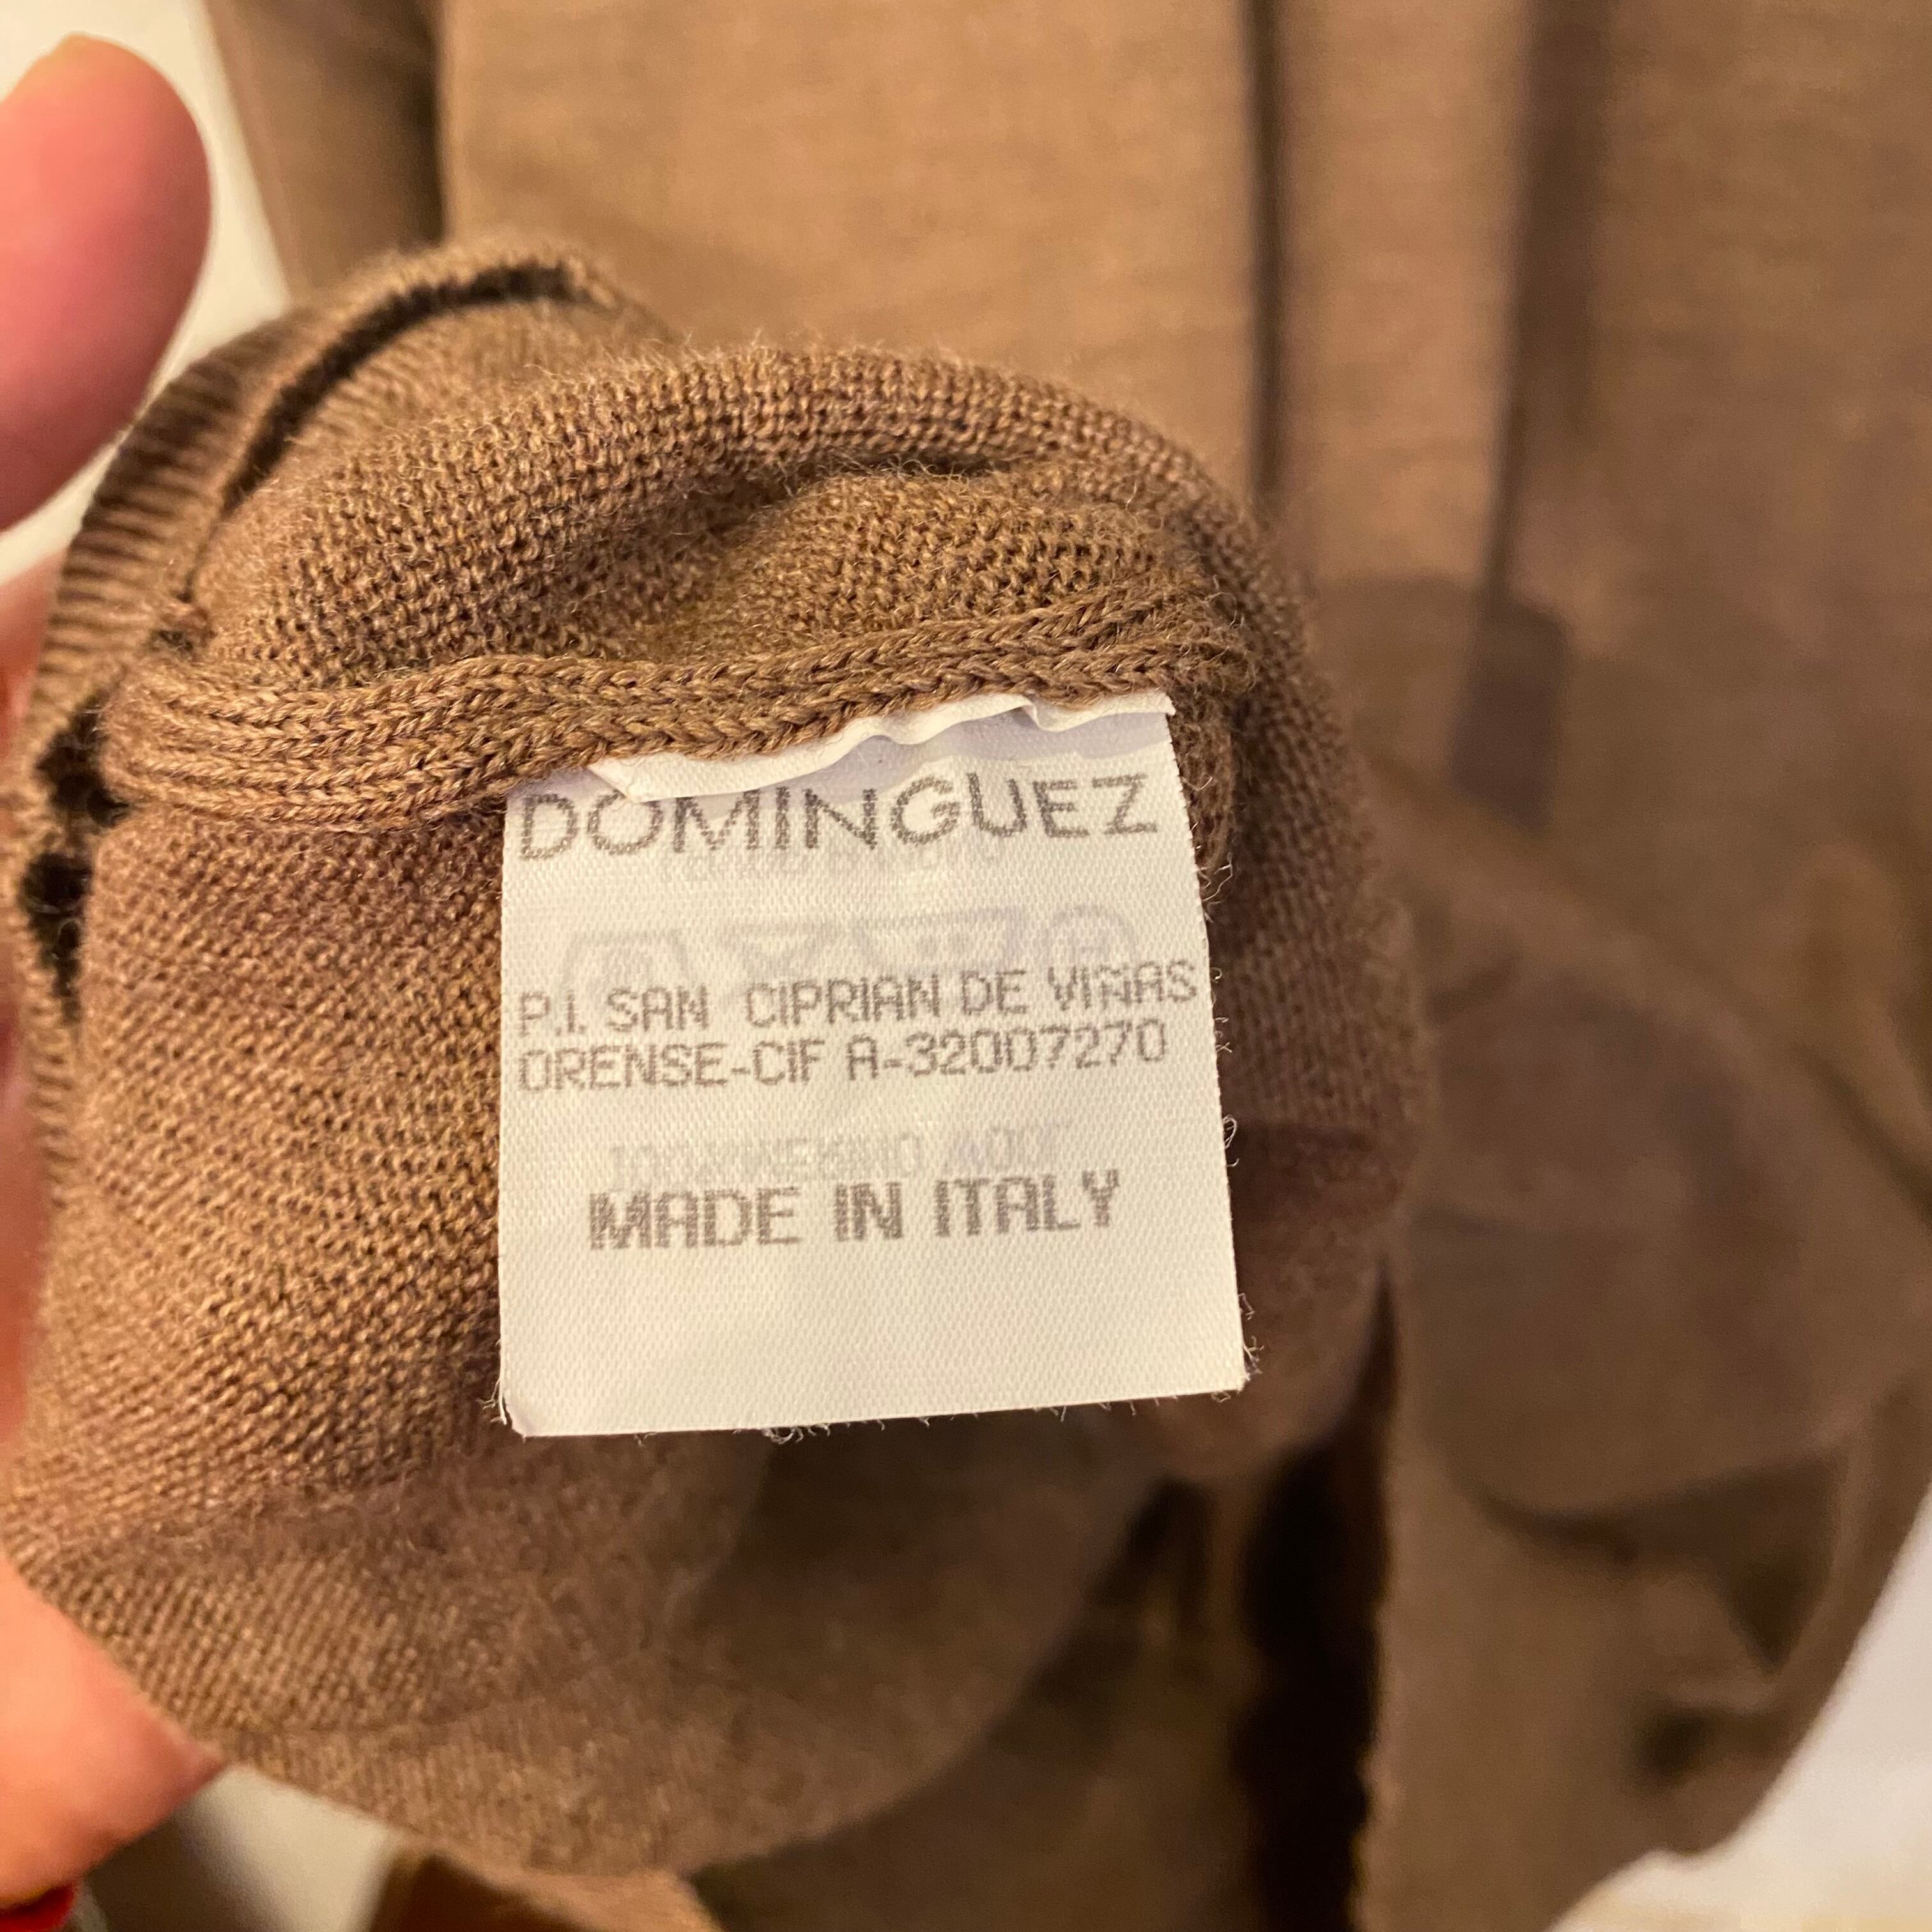 DOMINGUEZ
P.I. SAN CIPRIAN DE VIÑAS
ORENSE-CIF A-32007270
MADE IN ITALY